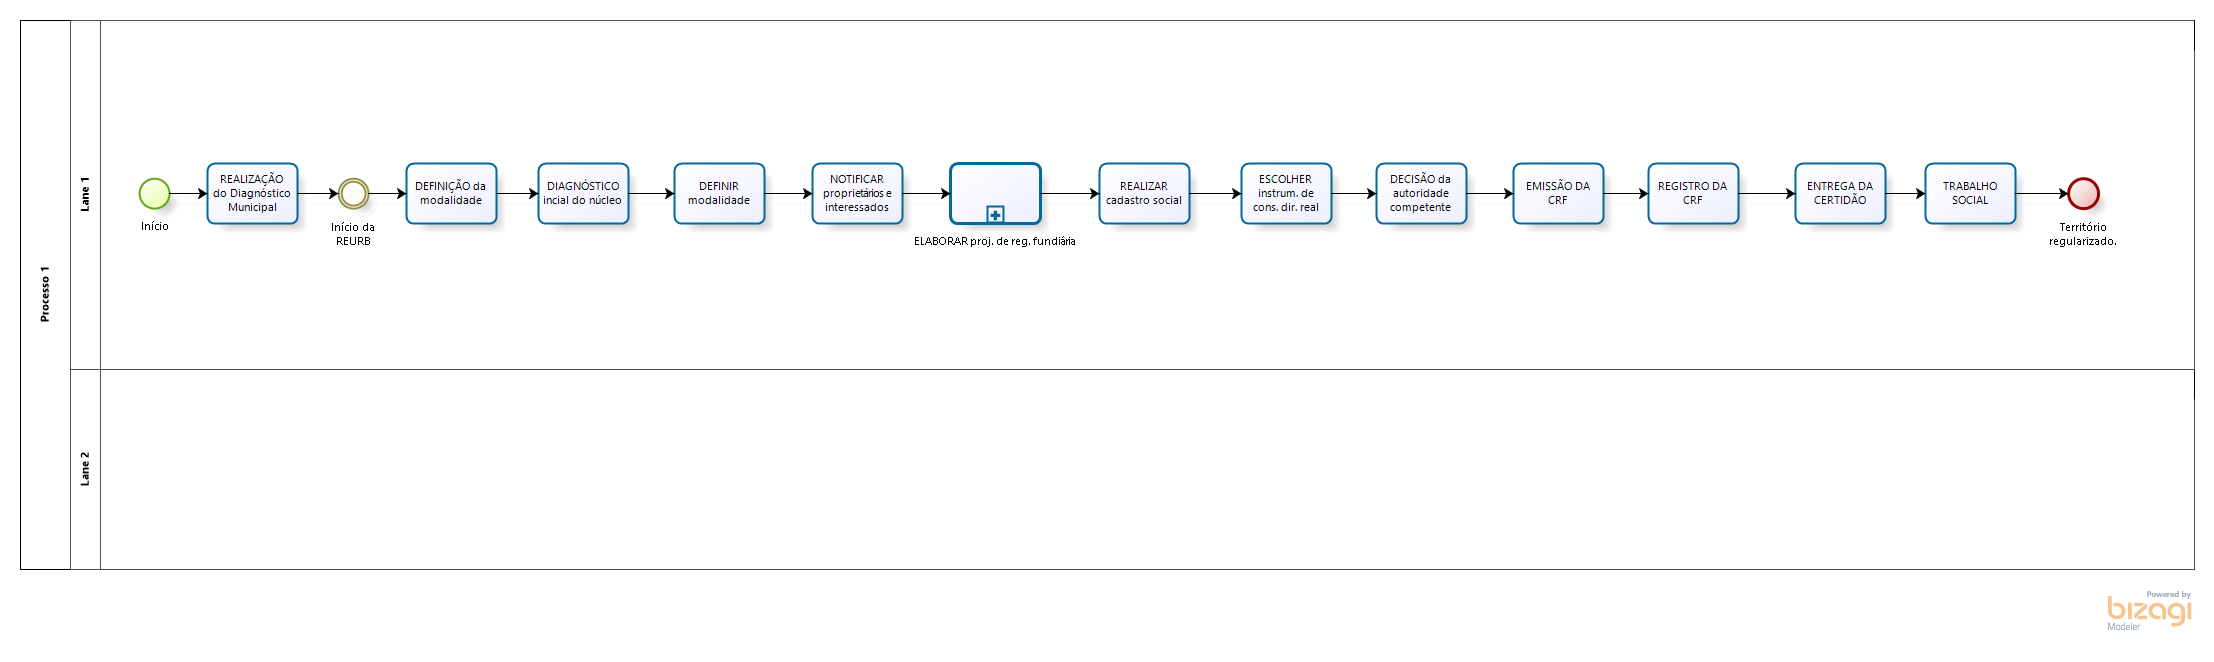 Processo 1
Lane 1
Início
REALIZAÇÃO
do Diagnóstico
Municipal
Início da
REURB
DEFINIÇÃO da
modalidade
DIAGNÓSTICO
incial do núcleo
DEFINIR
modalidade
NOTIFICAR
proprietários e
interessados
ELABORAR proj. de reg. fundiária
REALIZAR
cadastro social
ESCOLHER
instrum. de
cons. dir. real
DECISÃO da
autoridade
competente
EMISSÃO DA
CRF
REGISTRO DA
CRF
ENTREGA DA
CERTIDÃO
TRABALHO
SOCIAL
Território
regularizado.
Lane 2
Powered by
bizagi
Modeler